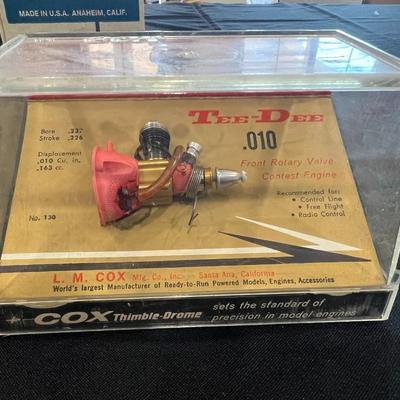 MADE IN U.S.A. ANAHEIM, CALIF.
TEE-DEE
.010
Front Rotary Valve
Contest Engine
Bore .237
Stroke .226
Displacement
.010 Cu. in.
.163 cc.
Recommended for:
• Control Line
• Free Flight
• Radio Control
No. 130
L. M. COX Mfg. Co., Inc. — Santa Ana, California
World's largest Manufacturer of Ready-to-Run Powered Models, Engines, Accessories
COX Thimble-Drome sets the standard of
precision in model engines